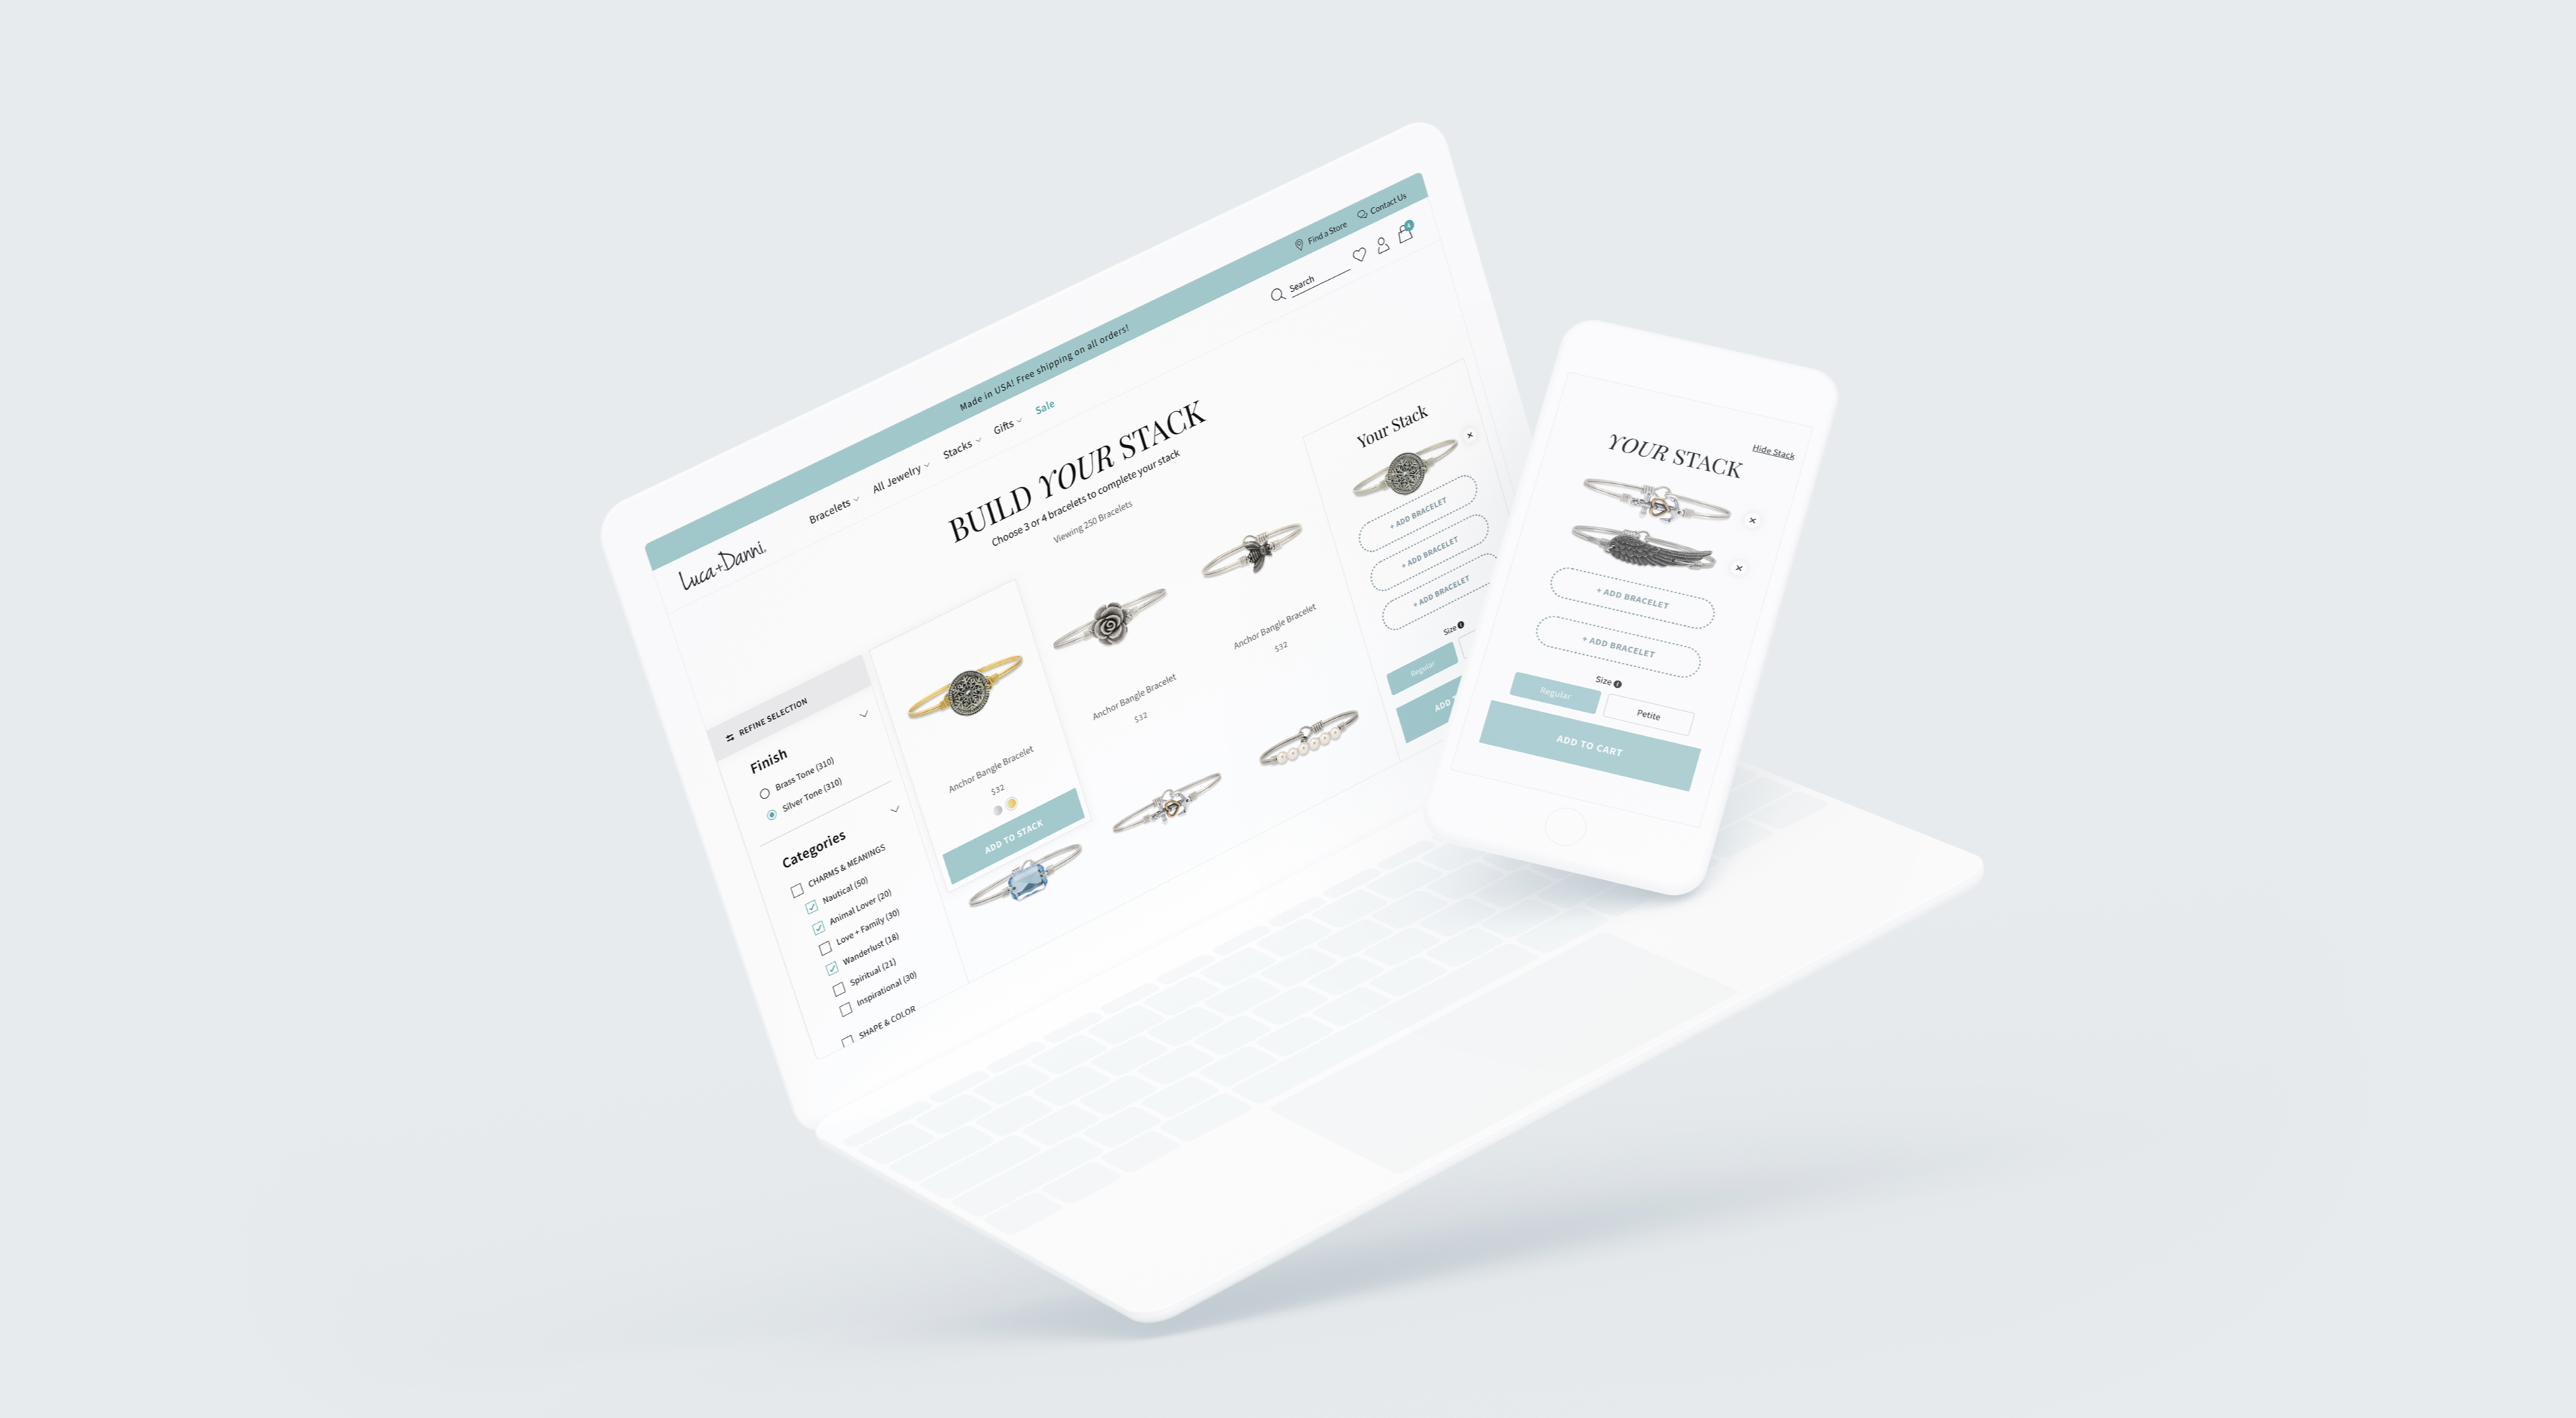 Made in USA! Free shipping on all orders!
Find a Store
Contact Us
Luca+Danni
Bracelets
All Jewelry
Stacks
Gifts
Sale
Search
BUILD YOUR STACK
Choose 3 or 4 bracelets to complete your stack
Viewing 250 Bracelets
REFINE SELECTION
Finish
Brass Tone (310)
Silver Tone (310)
Categories
CHARMS & MEANINGS
Nautical (50)
Animal Lover (20)
Love + Family (30)
Wanderlust (18)
Spiritual (21)
Inspirational (30)
SHAPE & COLOR
Anchor Bangle Bracelet
$32
ADD TO STACK
Anchor Bangle Bracelet
$32
Anchor Bangle Bracelet
$32
Your Stack
+ ADD BRACELET
+ ADD BRACELET
+ ADD BRACELET
Size
Regular
ADD
Hide Stack
YOUR STACK
+ ADD BRACELET
+ ADD BRACELET
Size
Regular
Petite
ADD TO CART